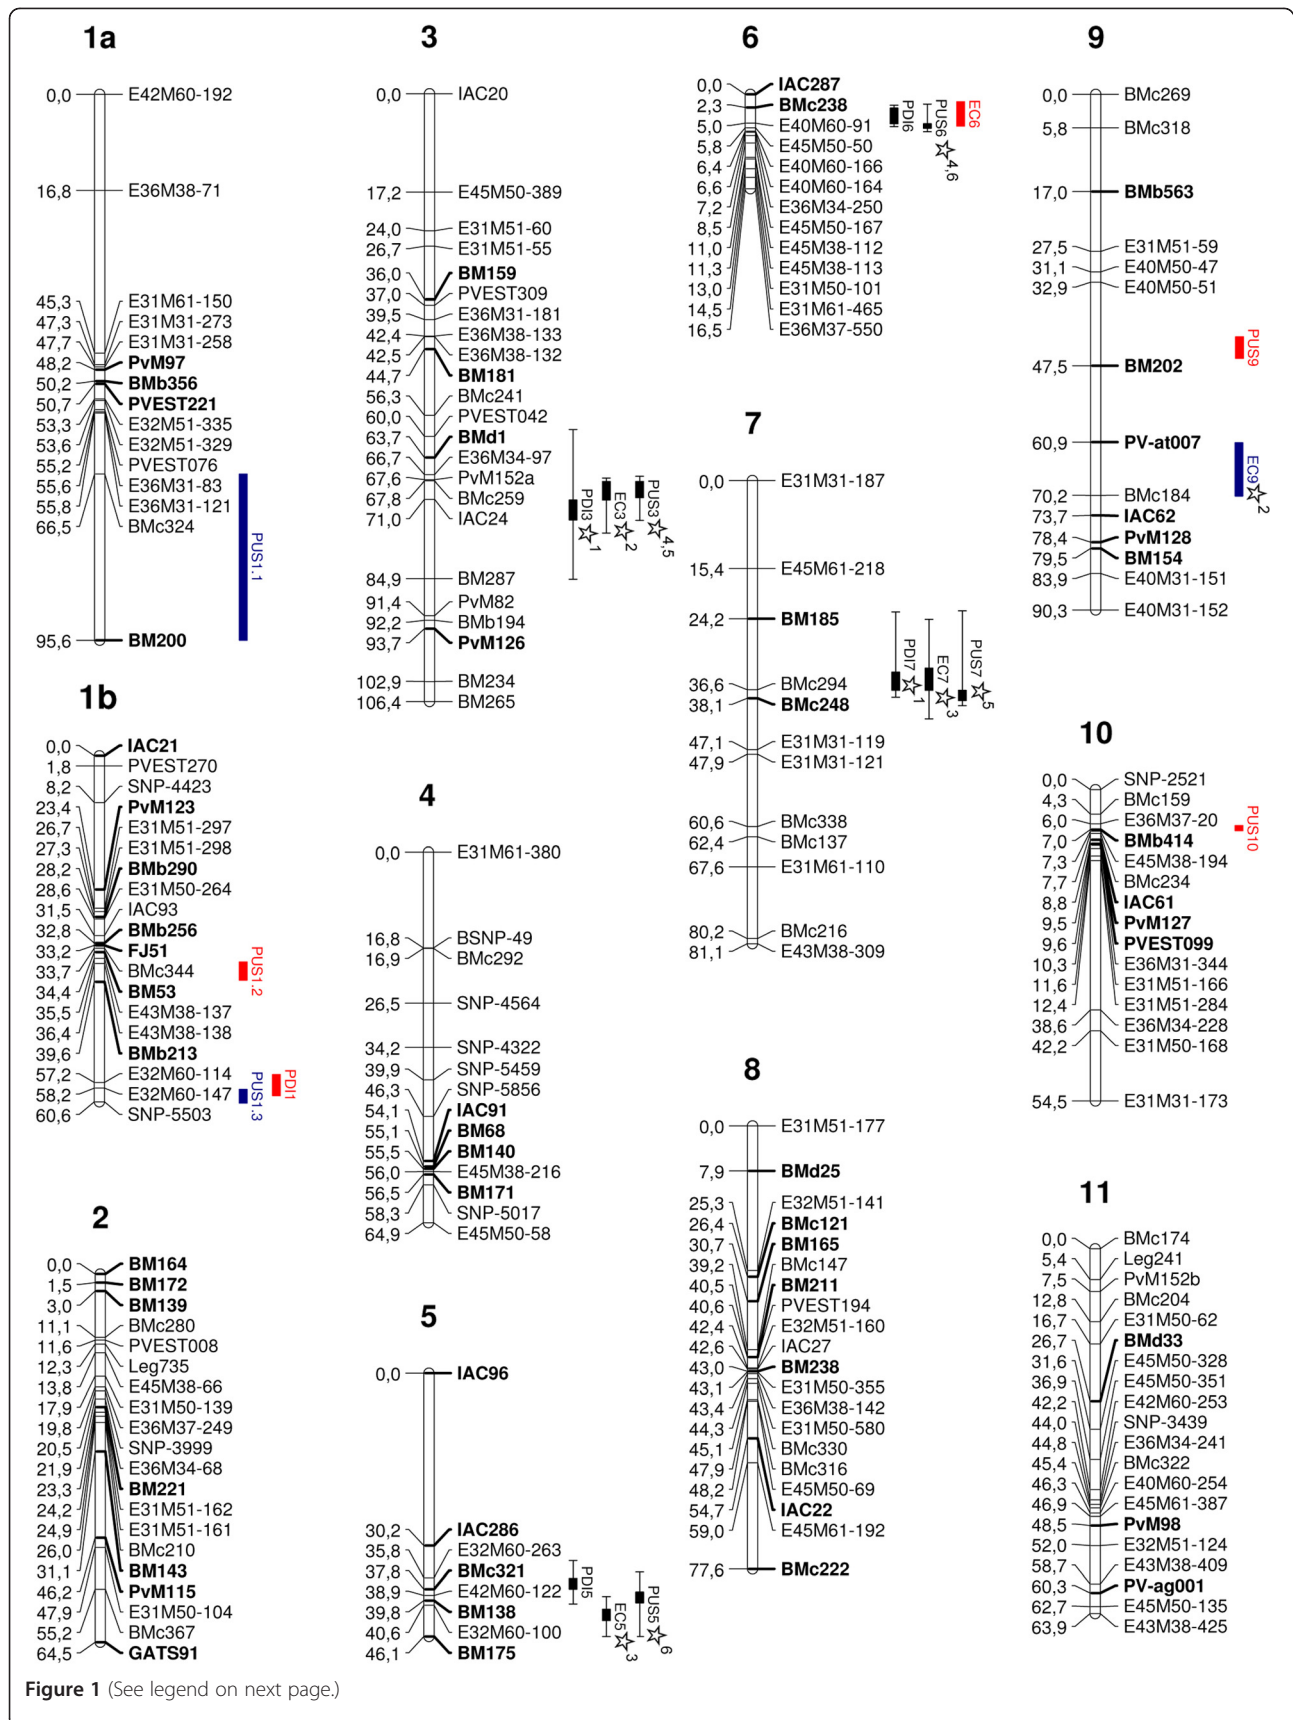 1a
0,0 E42M60-192
16,8 E36M38-71
45,3 E31M61-150
47,3 E31M31-273
47,7 E31M31-258
48,2 PvM97
50,2 BMb356
50,7 PVEST221
53,3 E32M51-335
53,6 E32M51-329
55,2 PVEST076
55,6 E36M31-83
55,8 E36M31-121
66,5 BMc324
95,6 BM200
PUS1.1
1b
0,0 IAC21
1,8 PVEST270
8,2 SNP-4423
23,4 PvM123
26,7 E31M51-297
27,3 E31M51-298
28,2 BMb290
28,6 E31M50-264
31,5 IAC93
32,8 BMb256
33,2 FJ51
33,7 BMc344
34,4 BM53
35,5 E43M38-137
36,4 E43M38-138
39,6 BMb213
57,2 E32M60-114
58,2 E32M60-147
60,6 SNP-5503
PUS1.2
PUS1.3
PDI1
2
0,0 BM164
1,5 BM172
3,0 BM139
11,1 BMc280
11,6 PVEST008
12,3 Leg735
13,8 E45M38-66
17,9 E31M50-139
19,8 E36M37-249
20,5 SNP-3999
21,9 E36M34-68
23,3 BM221
24,2 E31M51-162
24,9 E31M51-161
26,0 BMc210
31,1 BM143
46,2 PvM115
47,9 E31M50-104
55,2 BMc367
64,5 GATS91
3
0,0 IAC20
17,2 E45M50-389
24,0 E31M51-60
26,7 E31M51-55
36,0 BM159
37,0 PVEST309
39,5 E36M31-181
42,4 E36M38-133
42,5 E36M38-132
44,7 BM181
56,3 BMc241
60,0 PVEST042
63,7 BMd1
66,7 E36M34-97
67,6 PvM152a
67,8 BMc259
71,0 IAC24
84,9 BM287
91,4 PvM82
92,2 BMb194
93,7 PvM126
102,9 BM234
106,4 BM265
PDI3 1
EC3 2
PUS3 4,5
4
0,0 E31M61-380
16,8 BSNP-49
16,9 BMc292
26,5 SNP-4564
34,2 SNP-4322
39,9 SNP-5459
46,3 SNP-5856
54,1 IAC91
55,1 BM68
55,5 BM140
56,0 E45M38-216
56,5 BM171
58,3 SNP-5017
64,9 E45M50-58
5
0,0 IAC96
30,2 IAC286
35,8 E32M60-263
37,8 BMc321
38,9 E42M60-122
39,8 BM138
40,6 E32M60-100
46,1 BM175
PDI5
EC5 3
PUS5 6
6
0,0 IAC287
2,3 BMc238
5,0 E40M60-91
5,8 E45M50-50
6,4 E40M60-166
6,6 E40M60-164
7,2 E36M34-250
8,5 E45M50-167
11,0 E45M38-112
11,3 E45M38-113
13,0 E31M50-101
14,5 E31M61-465
16,5 E36M37-550
PDI6
PUS6 4,6
EC6
7
0,0 E31M31-187
15,4 E45M61-218
24,2 BM185
36,6 BMc294
38,1 BMc248
47,1 E31M31-119
47,9 E31M31-121
60,6 BMc338
62,4 BMc137
67,6 E31M61-110
80,2 BMc216
81,1 E43M38-309
PDI7 1
EC7 3
PUS7 5
8
0,0 E31M51-177
7,9 BMd25
25,3 E32M51-141
26,4 BMc121
30,7 BM165
39,2 BMc147
40,5 BM211
40,6 PVEST194
42,4 E32M51-160
42,6 IAC27
43,0 BM238
43,1 E31M50-355
43,4 E36M38-142
44,3 E31M50-580
45,1 BMc330
47,9 BMc316
48,2 E45M50-69
54,7 IAC22
59,0 E45M61-192
77,6 BMc222
9
0,0 BMc269
5,8 BMc318
17,0 BMb563
27,5 E31M51-59
31,1 E40M50-47
32,9 E40M50-51
47,5 BM202
60,9 PV-at007
70,2 BMc184
73,7 IAC62
78,4 PvM128
79,5 BM154
83,9 E40M31-151
90,3 E40M31-152
PUS9
EC9 2
10
0,0 SNP-2521
4,3 BMc159
6,0 E36M37-20
7,0 BMb414
7,3 E45M38-194
7,7 BMc234
8,8 IAC61
9,5 PvM127
9,6 PVEST099
10,3 E36M31-344
11,6 E31M51-166
12,4 E31M51-284
38,6 E36M34-228
42,2 E31M50-168
54,5 E31M31-173
PUS10
11
0,0 BMc174
5,4 Leg241
7,5 PvM152b
12,8 BMc204
16,7 E31M50-62
26,7 BMd33
31,6 E45M50-328
36,9 E45M50-351
42,2 E42M60-253
44,0 SNP-3439
44,8 E36M34-241
45,4 BMc322
46,3 E40M60-254
46,9 E45M61-387
48,5 PvM98
52,0 E32M51-124
58,7 E43M38-409
60,3 PV-ag001
62,7 E45M50-135
63,9 E43M38-425
Figure 1 (See legend on next page.)